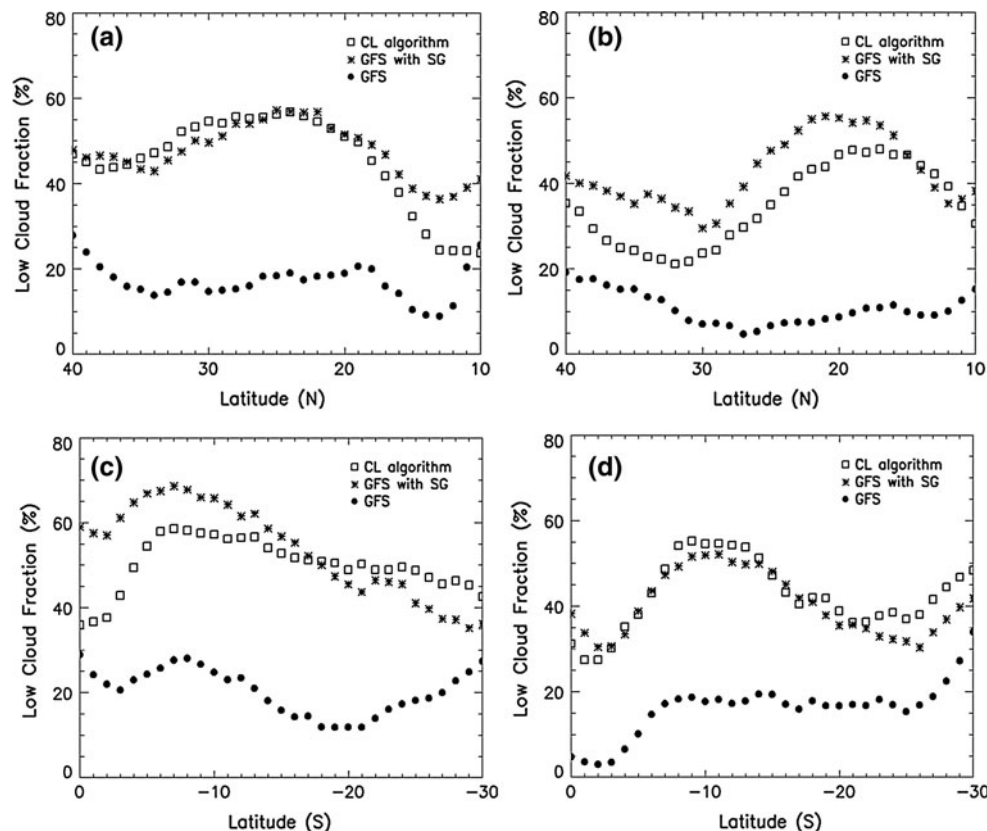 (a)
CL algorithm
GFS with SG
GFS
Low Cloud Fraction (%)
80
60
40
20
0
40
30
20
10
Latitude (N)
(b)
CL algorithm
GFS with SG
GFS
Low Cloud Fraction (%)
80
60
40
20
0
40
30
20
10
Latitude (N)
(c)
CL algorithm
GFS with SG
GFS
Low Cloud Fraction (%)
80
60
40
20
0
0
-10
-20
-30
Latitude (S)
(d)
CL algorithm
GFS with SG
GFS
Low Cloud Fraction (%)
80
60
40
20
0
0
-10
-20
-30
Latitude (S)